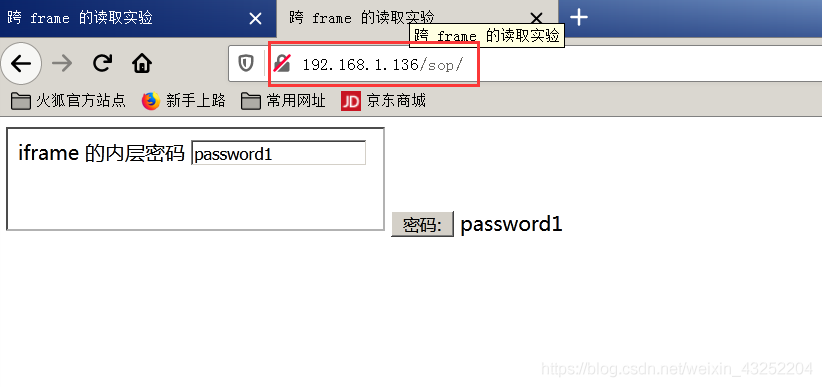 跨 frame 的读取实验
跨 frame 的读取实验
跨 frame 的读取实验
192.168.1.136/sop/
火狐官方站点 新手上路 常用网址 JD 京东商城
iframe 的内层密码 password1
密码: password1
https://blog.csdn.net/weixin_43252204